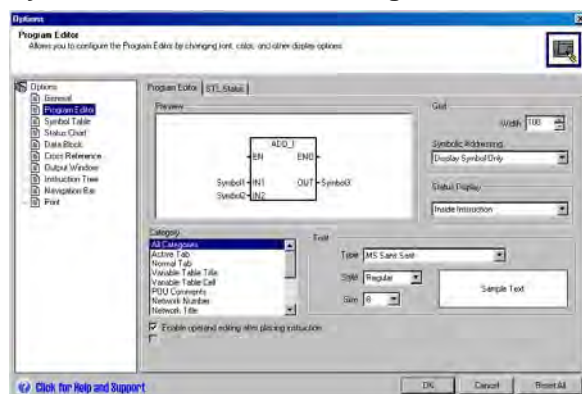 Options
Program Editor
Allows you to configure the Program Editor by changing font, color, and other display options.
Options
General
Program Editor
Symbol Table
Status Chart
Data Block
Cross Reference
Output Window
Instruction Tree
Navigation Bar
Print
Program Editor
STL Status
Preview
ADD_I
EN
ENO
Symbol1
IN1
OUT
Symbol3
Symbol2
IN2
Grid
Width
100
Symbolic Addressing
Display Symbol Only
Status Display
Inside Instruction
Category
All Categories
Active Tab
Normal Tab
Variable Table Title
Variable Table Cell
POU Comments
Network Number
Network Title
Font
Type
MS Sans Serif
Style
Regular
Size
8
Sample Text
Enable operand editing after placing instruction
Click for Help and Support
OK
Cancel
Reset All